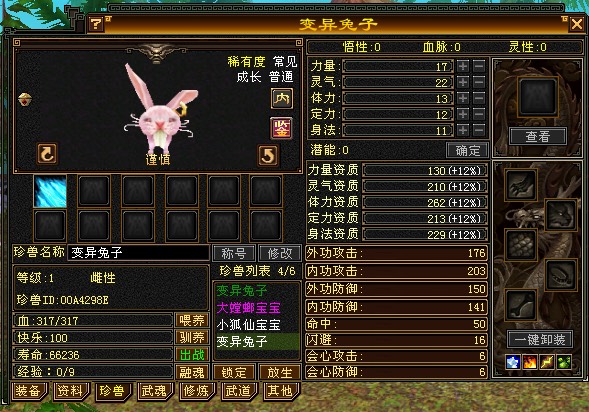 ? 变异兔子 ×
稀有度 常见
成长 普通
内
鉴
谨慎
珍兽名称 变异兔子 称号 修改
等级:1 雌性
珍兽ID:00A4298E
血:317/317 喂养
快乐:100 驯养
寿命:66236 出战
经验:0/9 融魂
珍兽列表 4/6
变异兔子
大螳螂宝宝
小狐仙宝宝
变异兔子
锁定 放生
悟性:0 血脉:0 灵性:0
力量: 17 + -
灵气: 22 + -
体力: 13 + -
定力: 12 + -
身法: 11 + -
潜能:0 确定
力量资质 130(+12%)
灵气资质 210(+12%)
体力资质 262(+12%)
定力资质 213(+12%)
身法资质 229(+12%)
外功攻击: 176
内功攻击: 203
外功防御: 150
内功防御: 141
命中: 50
闪避: 16
会心攻击: 6
会心防御: 6
查看
一键卸装
装备 资料 珍兽 武魂 修炼 武道 其他